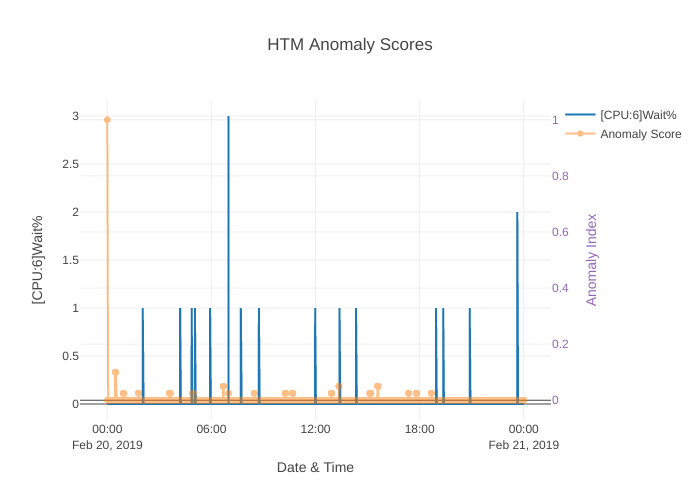 HTM Anomaly Scores
[CPU:6]Wait%
Anomaly Score
3
2.5
2
1.5
1
0.5
0
1
0.8
0.6
0.4
0.2
0
[CPU:6]Wait%
Anomaly Index
00:00 06:00 12:00 18:00 00:00
Feb 20, 2019 Feb 21, 2019
Date & Time